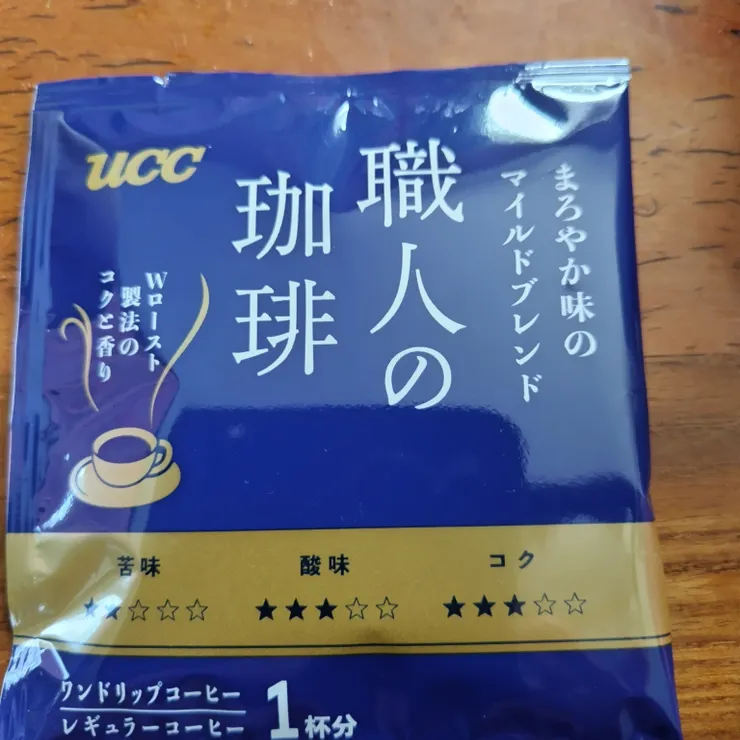 UCC
まろやか味の
マイルドブレンド
職人の
珈琲
Wロースト
製法の
コクと香り
苦味 酸味 コク
★★☆☆☆ ★★★☆☆ ★★★☆☆
ワンドリップコーヒー
レギュラーコーヒー
1杯分